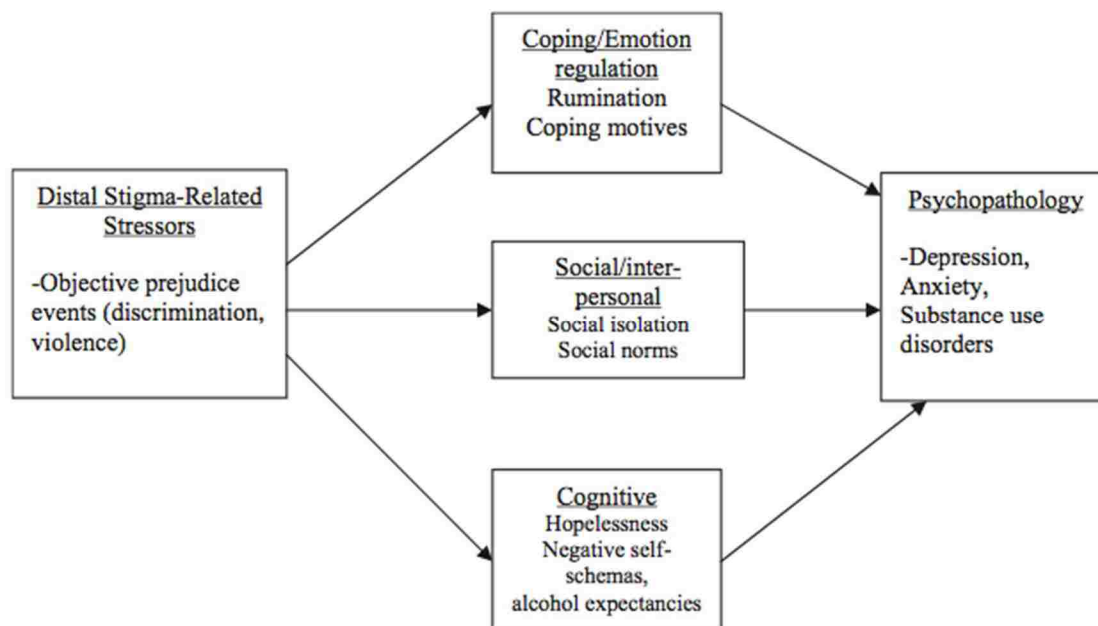 Coping/Emotion
regulation
Rumination
Coping motives
Distal Stigma-Related
Stressors
-Objective prejudice
events (discrimination,
violence)
Social/inter-
personal
Social isolation
Social norms
Psychopathology
-Depression,
Anxiety,
Substance use
disorders
Cognitive
Hopelessness
Negative self-
schemas,
alcohol expectancies